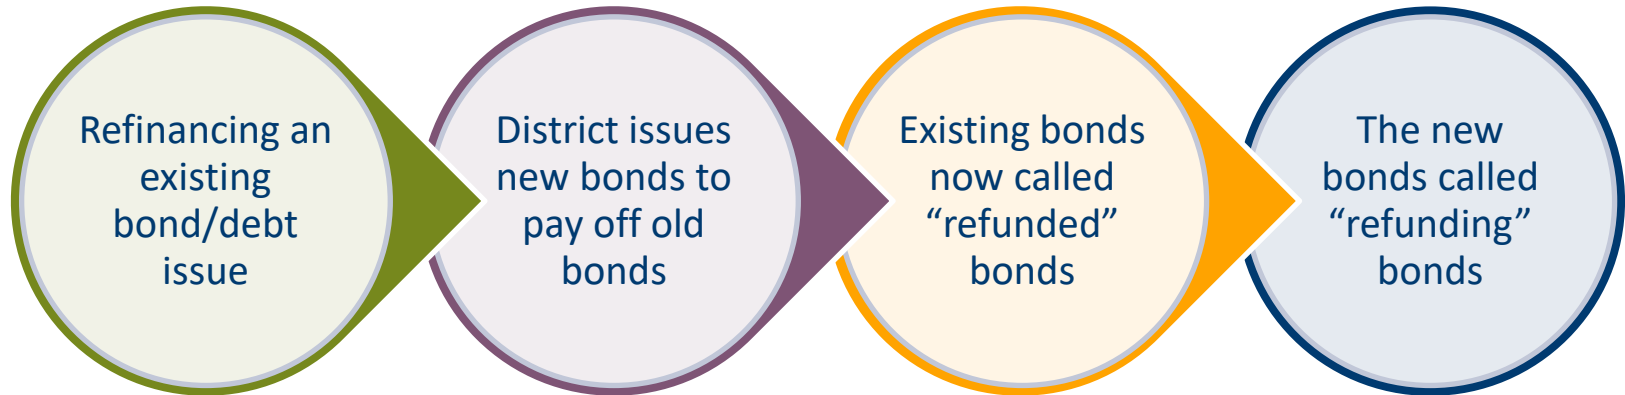 Refinancing an
existing
bond/debt
issue
District issues
new bonds to
pay off old
bonds
Existing bonds
now called
“refunded”
bonds
The new
bonds called
“refunding”
bonds